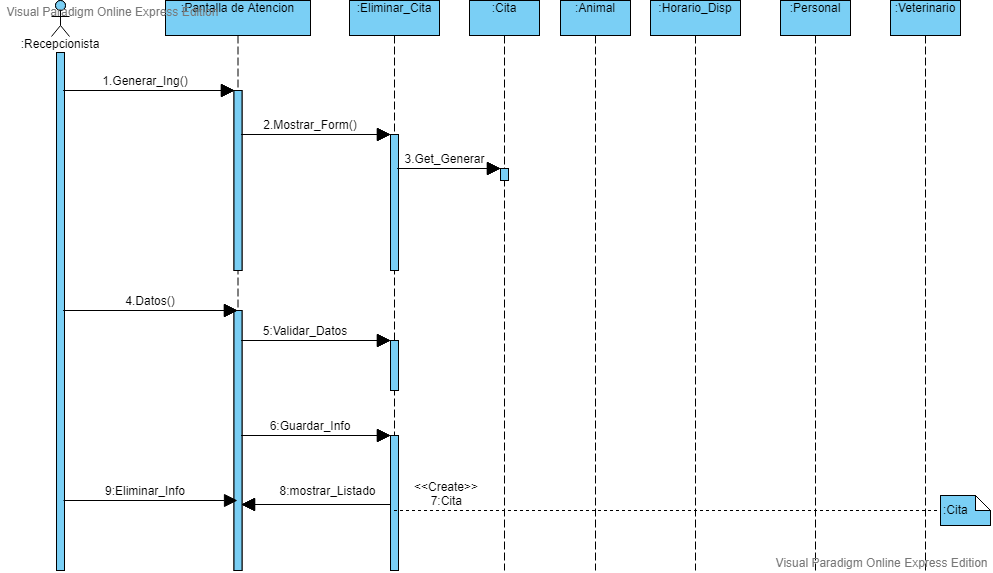 Visual Paradigm Online Express Edition
:Pantalla de Atencion
:Eliminar_Cita
:Cita
:Animal
:Horario_Disp
:Personal
:Veterinario
:Recepcionista
1.Generar_Ing()
2.Mostrar_Form()
3.Get_Generar
4.Datos()
5:Validar_Datos
6:Guardar_Info
<<Create>>
7:Cita
8:mostrar_Listado
9:Eliminar_Info
:Cita
Visual Paradigm Online Express Edition